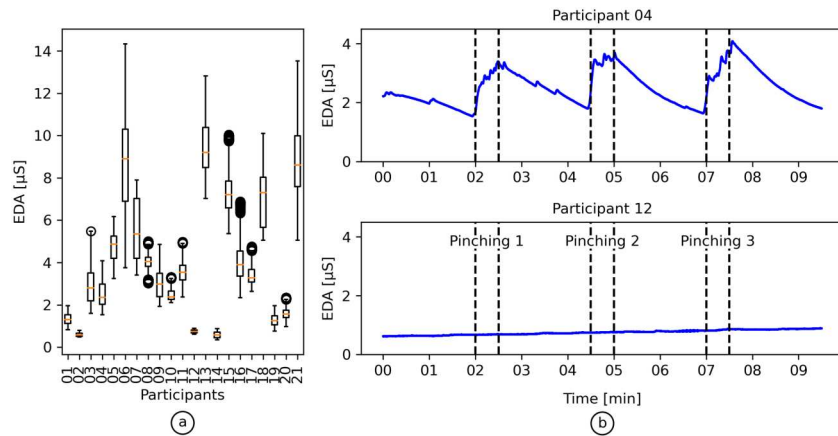 14
12
10
8
6
4
2
0
EDA [µS]
01 02 03 04 05 06 07 08 09 10 11 12 13 14 15 16 17 18 19 20 21
Participants
a
Participant 04
4
2
0
EDA [µS]
00 01 02 03 04 05 06 07 08 09
Participant 12
Pinching 1 Pinching 2 Pinching 3
4
2
0
EDA [µS]
00 01 02 03 04 05 06 07 08 09
Time [min]
b